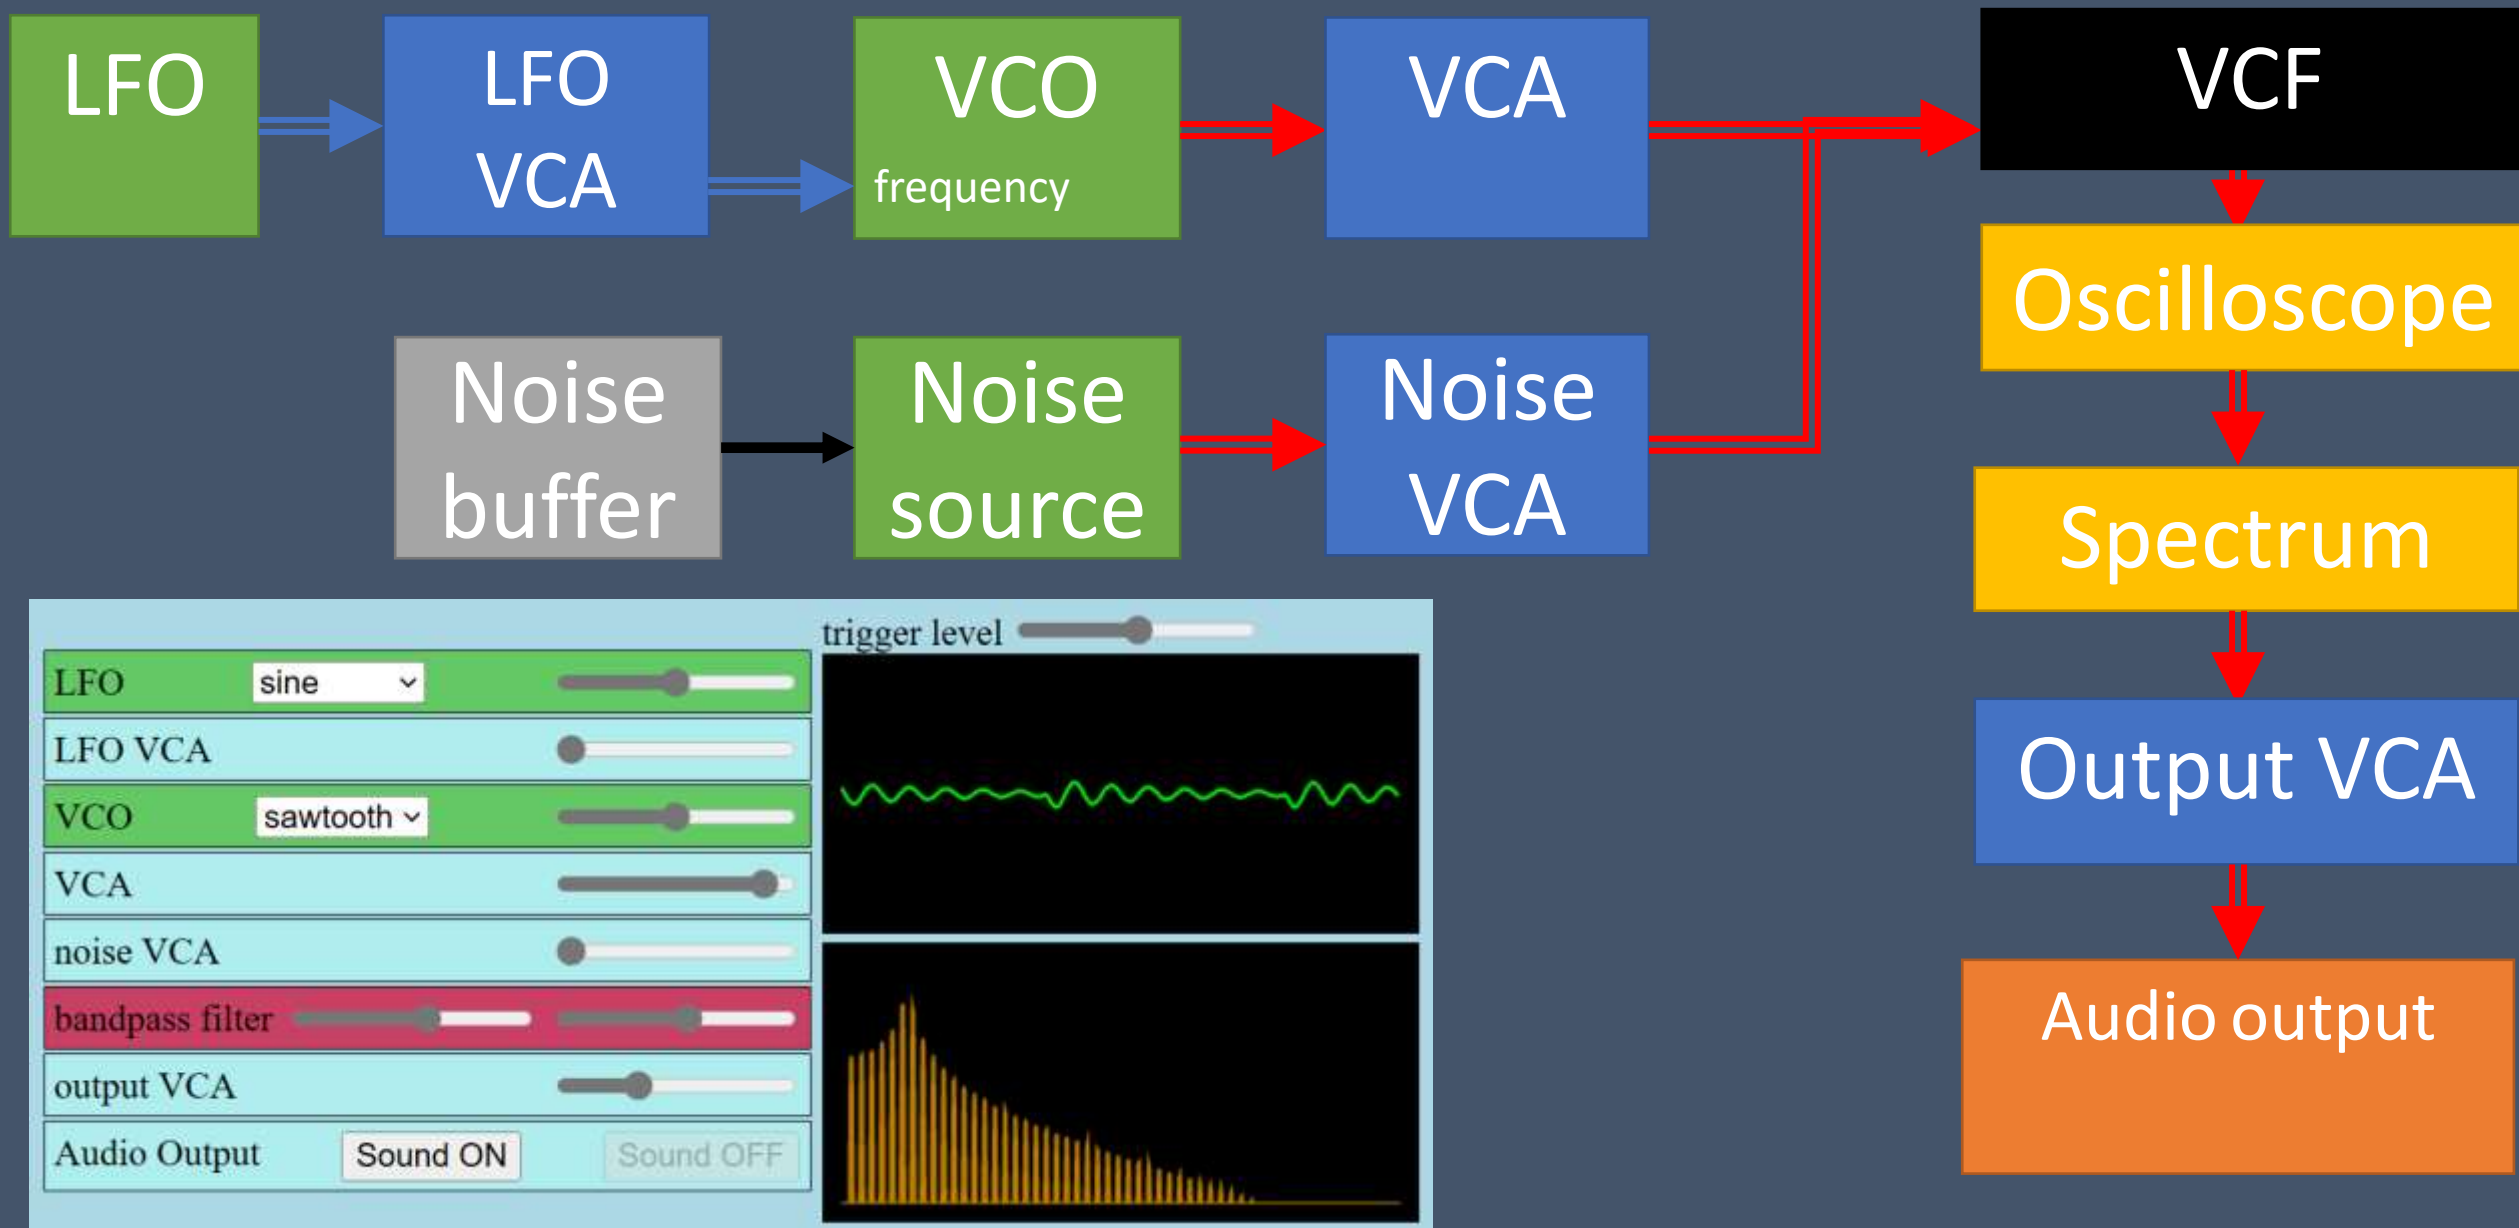 LFO
LFO
VCA
VCO
frequency
VCA
VCF
Noise
buffer
Noise
source
Noise
VCA
Oscilloscope
Spectrum
Output VCA
Audio output
trigger level
LFO sine
LFO VCA
VCO sawtooth
VCA
noise VCA
bandpass filter
output VCA
Audio Output Sound ON Sound OFF